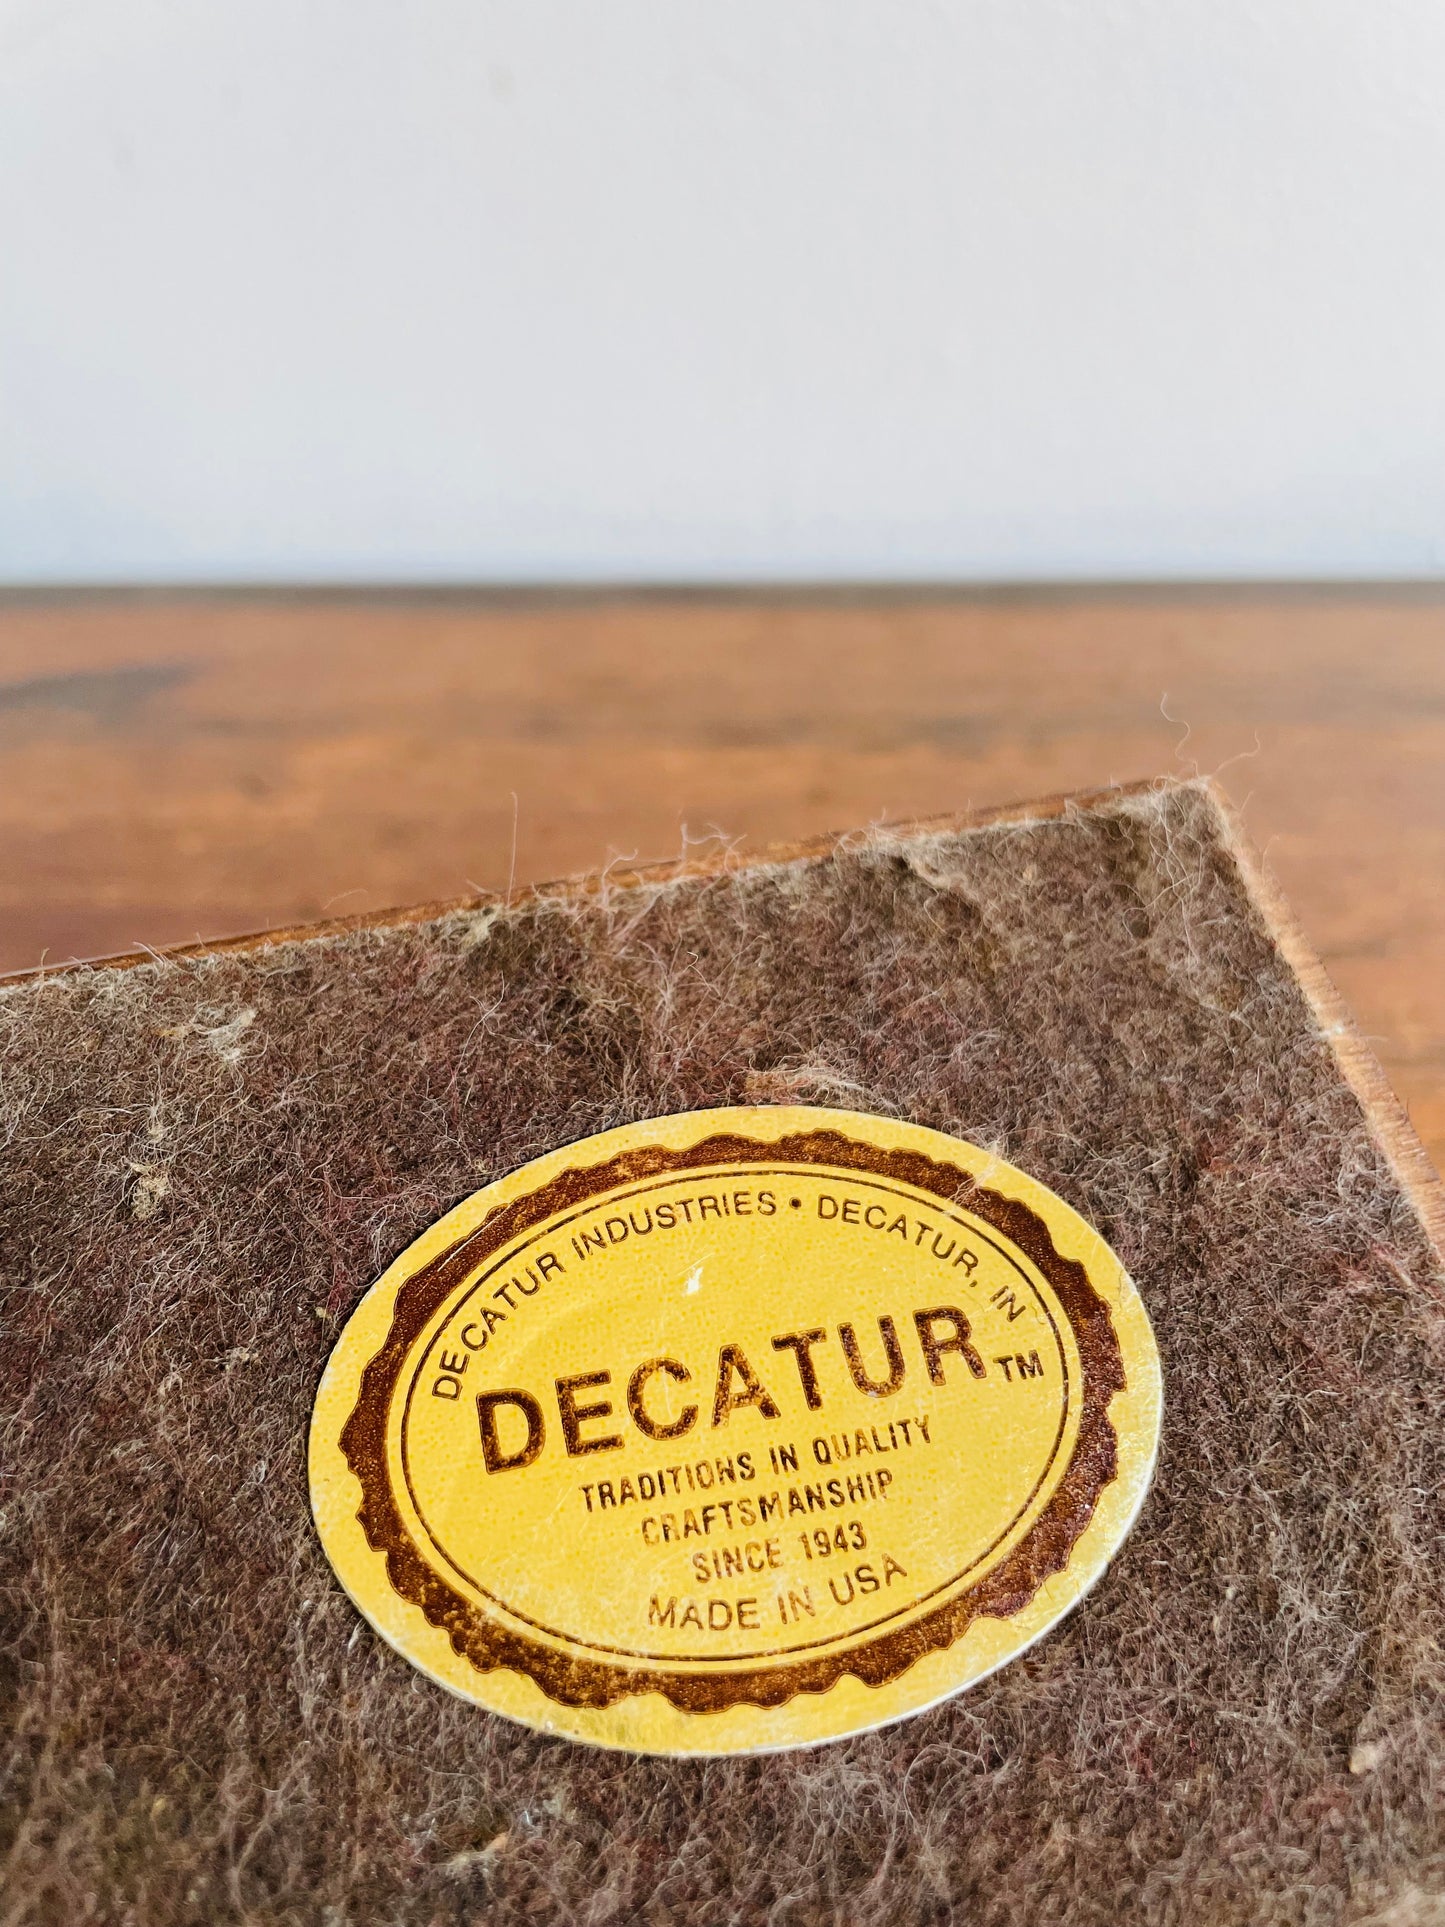 DECATUR INDUSTRIES • DECATUR, IN
DECATUR™
TRADITIONS IN QUALITY
CRAFTSMANSHIP
SINCE 1943
MADE IN USA